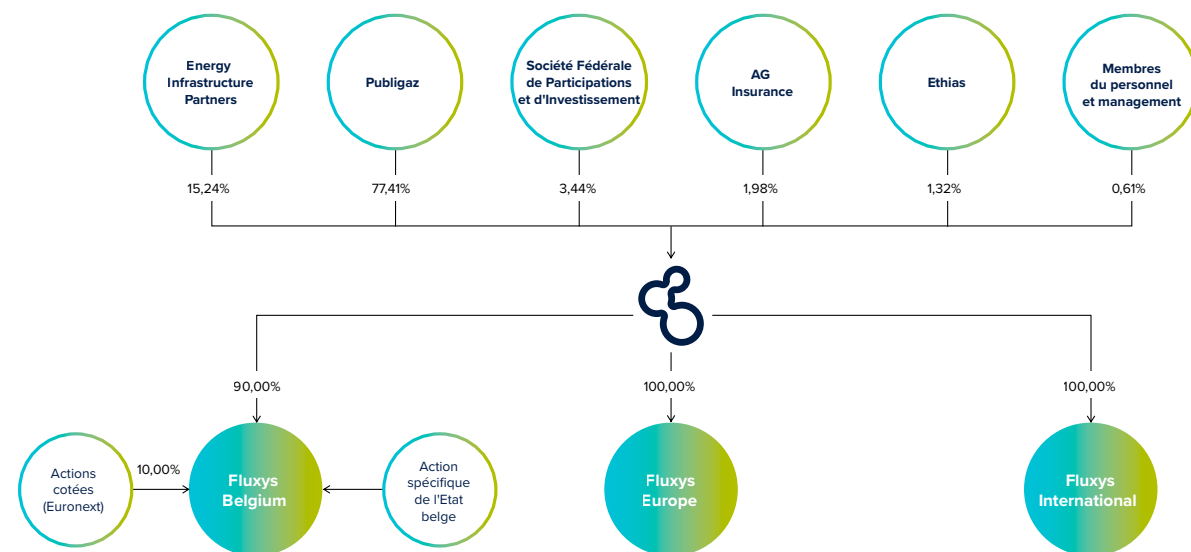 Energy
Infrastructure
Partners
Publigaz
Société Fédérale
de Participations
et d'Investissement
AG
Insurance
Ethias
Membres
du personnel
et management
15,24%
77,41%
3,44%
1,98%
1,32%
0,61%
90,00%
100,00%
100,00%
Actions
cotées
(Euronext)
10,00%
Fluxys
Belgium
Action
spécifique
de l'Etat
belge
Fluxys
Europe
Fluxys
International